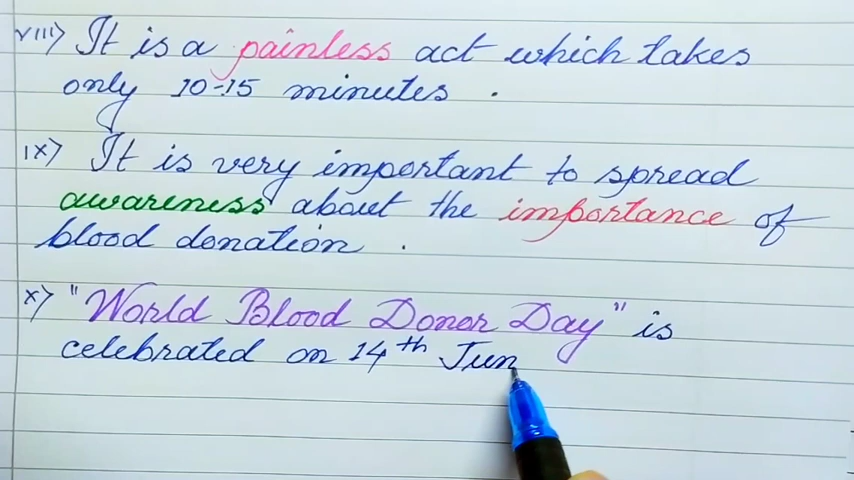 viii) It is a painless act which takes
only 10-15 minutes .
ix) It is very important to spread
awareness about the importance of
blood donation .
x) "World Blood Donor Day" is
celebrated on 14th Jun